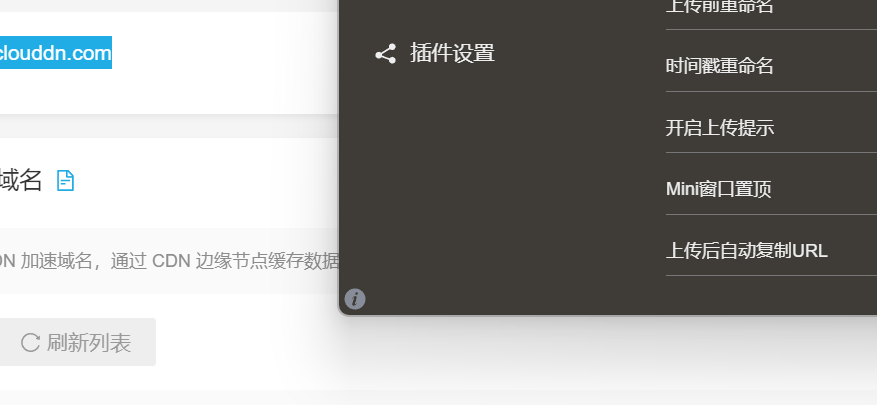 clouddn.com
域名
DN 加速域名，通过 CDN 边缘节点缓存数据
刷新列表
插件设置
上传前重命名
时间戳重命名
开启上传提示
Mini窗口置顶
上传后自动复制URL